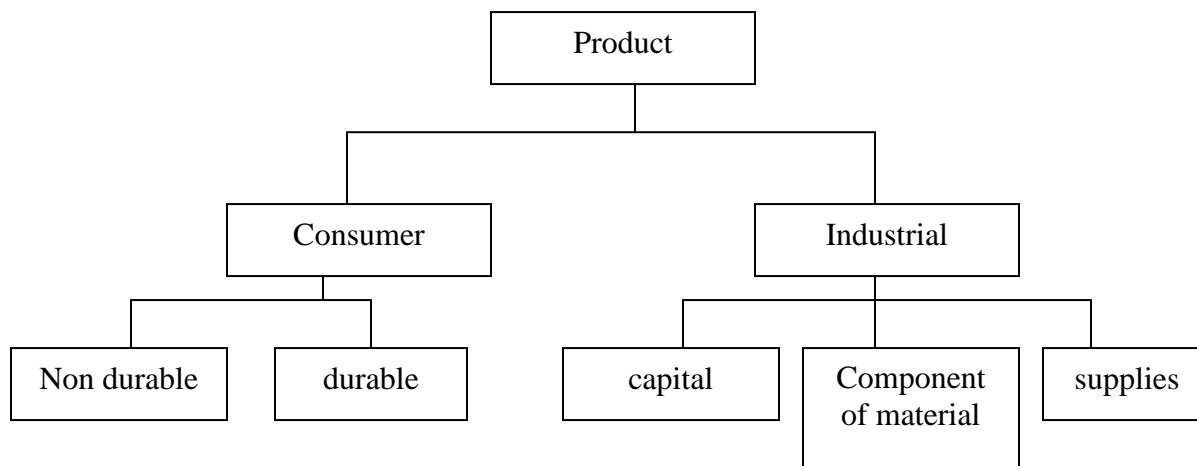 Product
Consumer
Industrial
Non durable
durable
capital
Component
of material
supplies